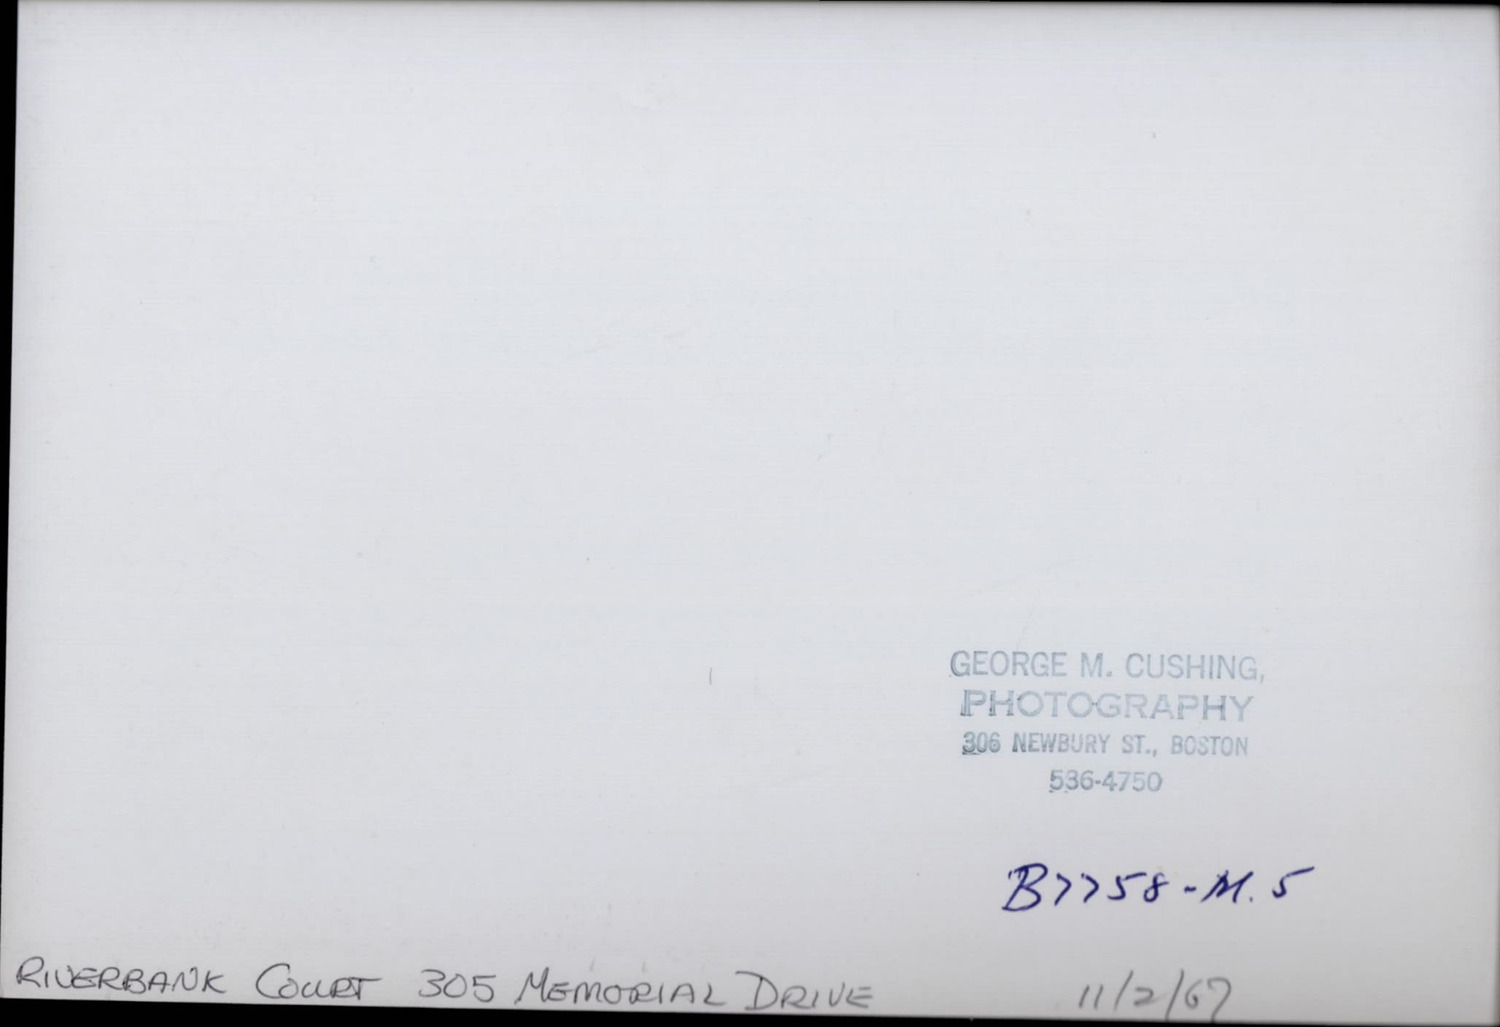 GEORGE M. CUSHING,
PHOTOGRAPHY
306 NEWBURY ST., BOSTON
536-4750
B7758-M.5
RIVERBANK COURT 305 MEMORIAL DRIVE 11/2/67